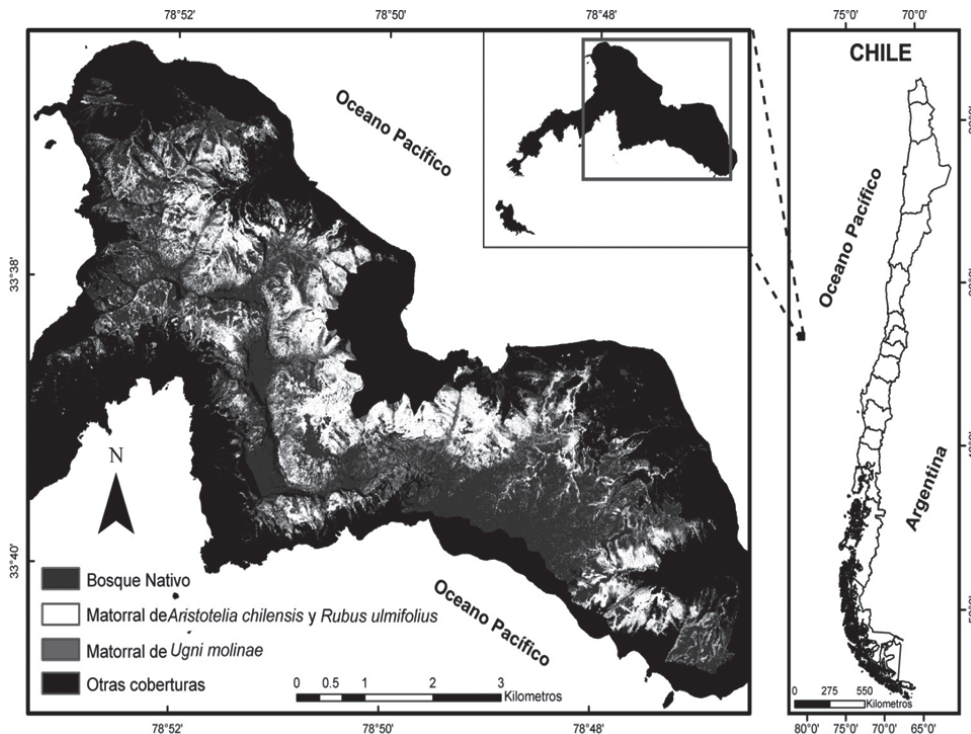 78°52' 78°50' 78°48'
Oceano Pacífico
33°38'
33°40'
N
Bosque Nativo
Matorral de Aristotelia chilensis y Rubus ulmifolius
Matorral de Ugni molinae
Otras coberturas
Oceano Pacífico
0 0.5 1 2 3
Kilometros
78°52' 78°50' 78°48'
75°0' 70°0'
CHILE
Oceano Pacífico
Argentina
0 275 550
Kilometros
80°0' 75°0' 70°0' 65°0'